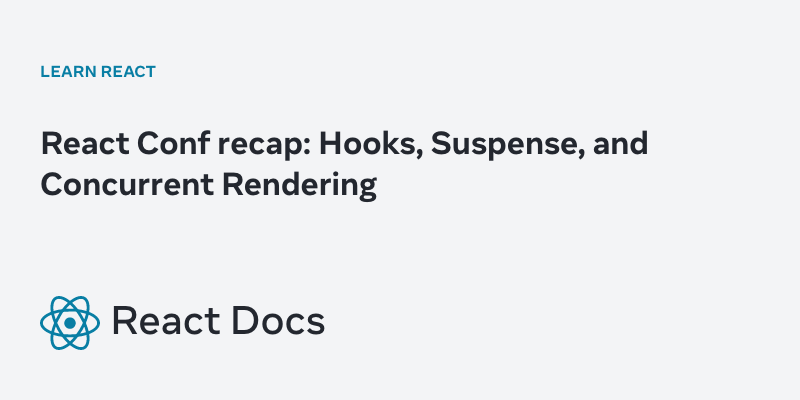 LEARN REACT
React Conf recap: Hooks, Suspense, and
Concurrent Rendering
React Docs